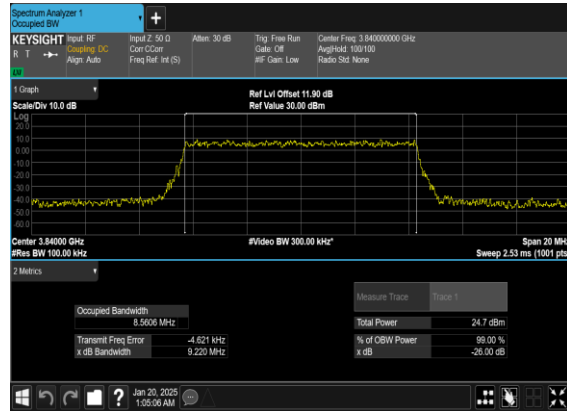 Spectrum Analyzer 1
Occupied BW
+
KEYSIGHT Input: RF Input Z: 50 Ω Atten: 30 dB Trig: Free Run Center Freq: 3.840000000 GHz
R T Coupling: DC Corr CCorr Gate: Off Avg|Hold: 100/100
Align: Auto Freq Ref: Int (S) #IF Gain: Low Radio Std: None
1 Graph
Ref Lvl Offset 11.90 dB
Scale/Div 10.0 dB Ref Value 30.00 dBm
Log
20.0
10.0
0.00
-10.0
-20.0
-30.0
-40.0
-50.0
-60.0
Center 3.84000 GHz #Video BW 300.00 kHz* Span 20 MHz
#Res BW 100.00 kHz Sweep 2.53 ms (1001 pts
2 Metrics
Measure Trace Trace 1
Occupied Bandwidth
8.5606 MHz Total Power 24.7 dBm
Transmit Freq Error -4.621 kHz % of OBW Power 99.00 %
x dB Bandwidth 9.220 MHz x dB -26.00 dB
? Jan 20, 2025
1:05:06 AM